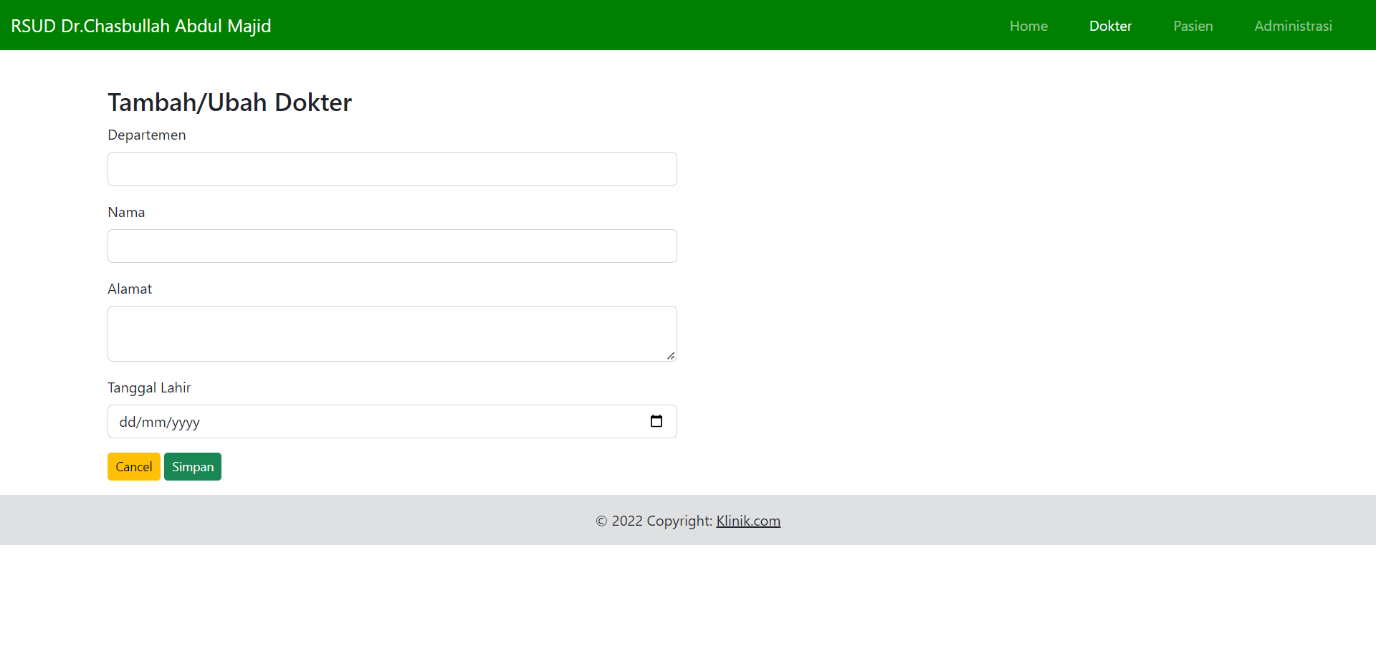 RSUD Dr.Chasbullah Abdul Majid Home Dokter Pasien Administrasi
Tambah/Ubah Dokter
Departemen
Nama
Alamat
Tanggal Lahir
dd/mm/yyyy
Cancel Simpan
© 2022 Copyright: Klinik.com